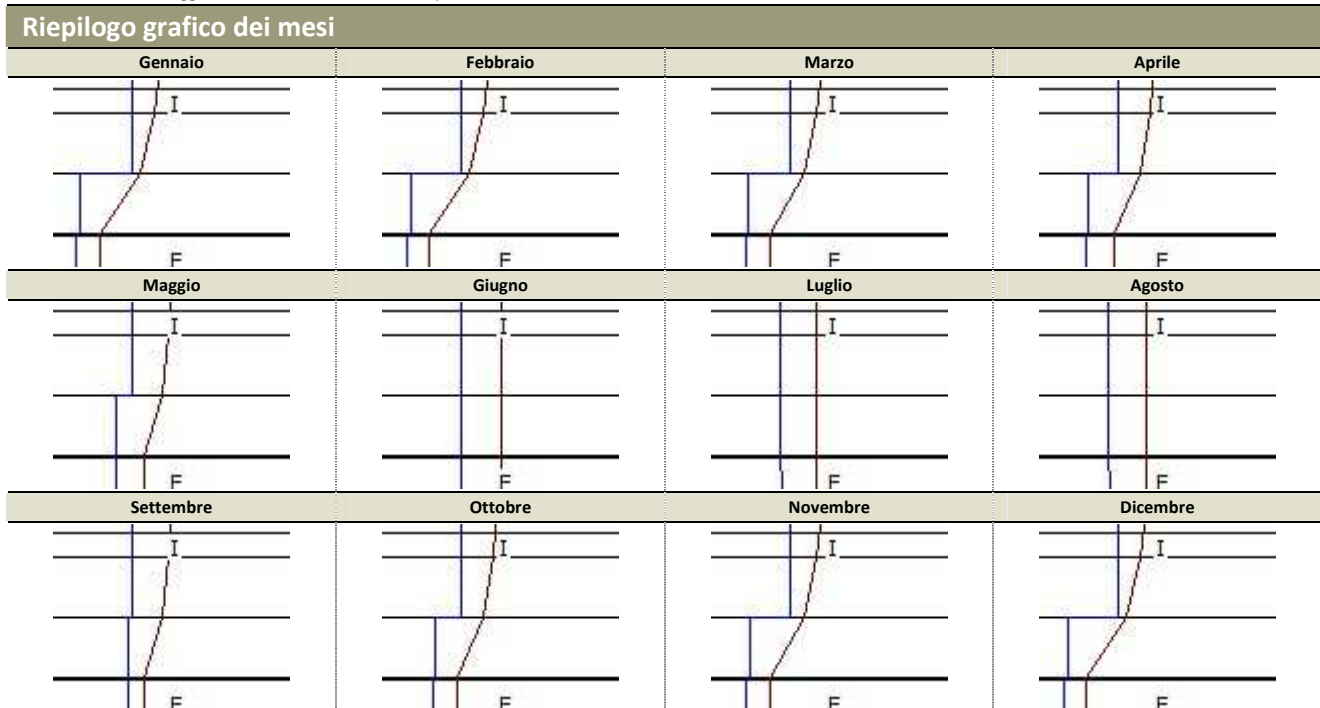 Riepilogo grafico dei mesi
Gennaio Febbraio Marzo Aprile
I I I I
F F F F
Maggio Giugno Luglio Agosto
I I I I
F F F F
Settembre Ottobre Novembre Dicembre
I I I I